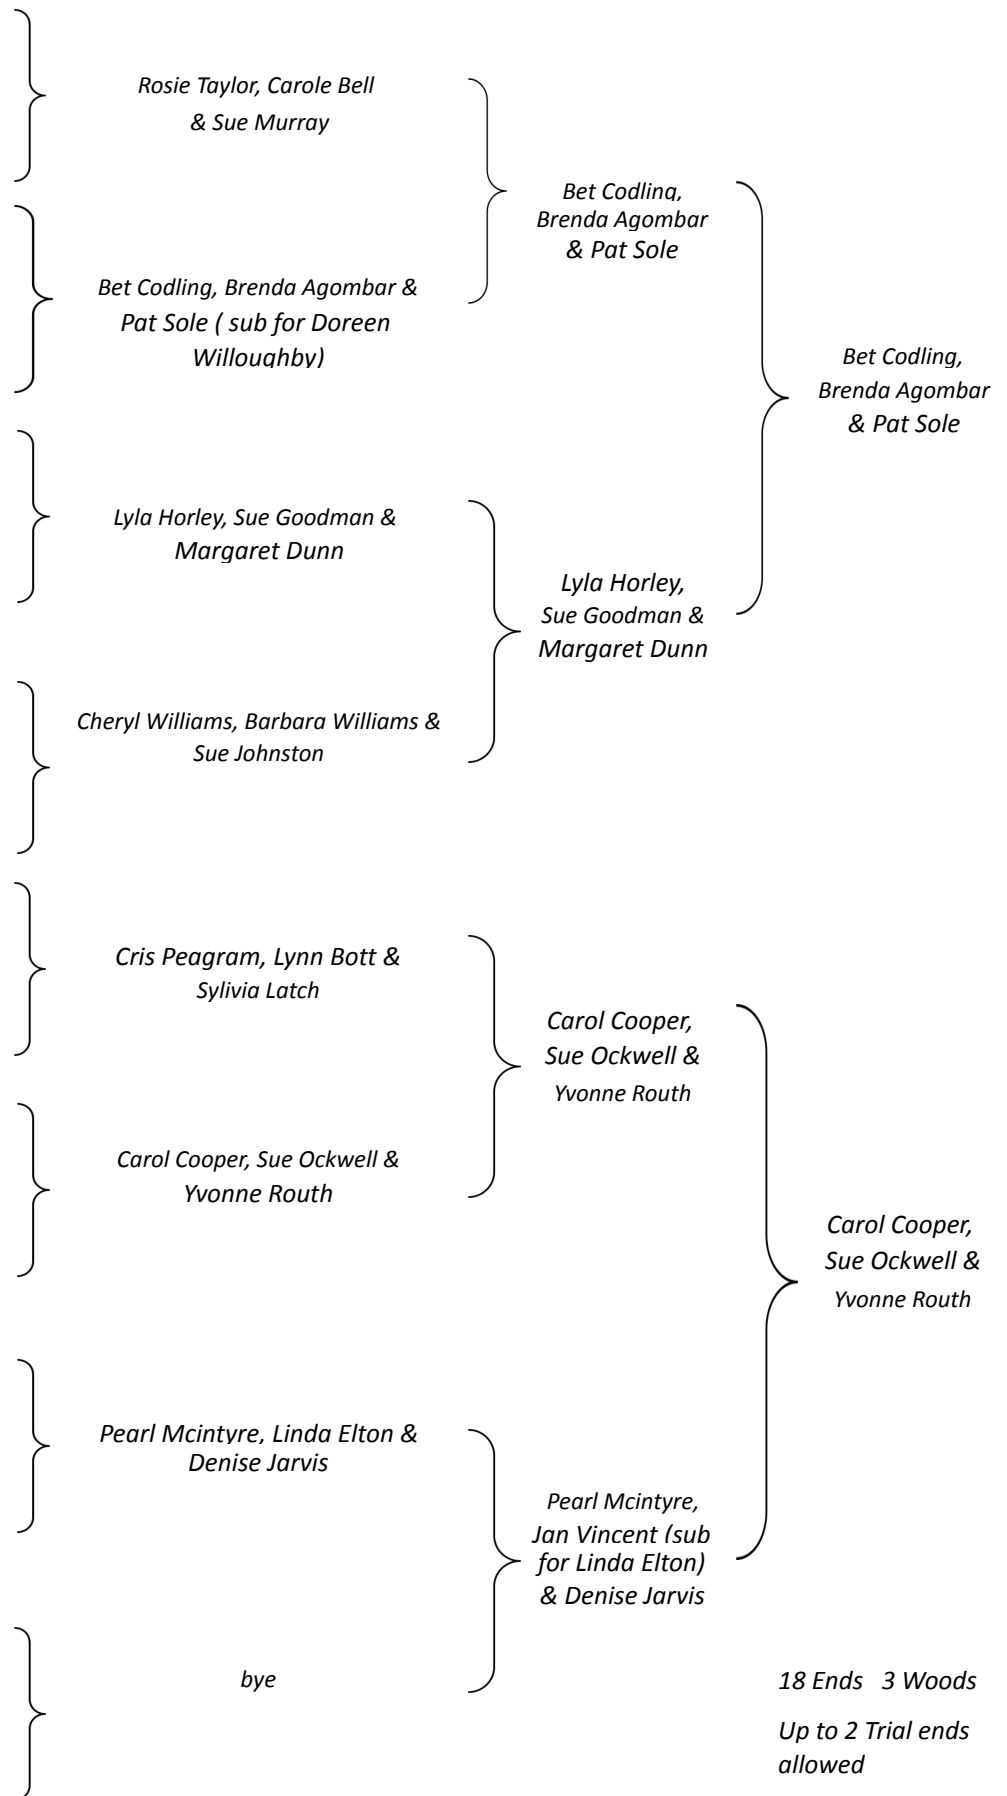 Rosie Taylor, Carole Bell
& Sue Murray
Bet Codling, Brenda Agombar &
Pat Sole ( sub for Doreen
Willoughby)
Lyla Horley, Sue Goodman &
Margaret Dunn
Cheryl Williams, Barbara Williams &
Sue Johnston
Cris Peagram, Lynn Bott &
Sylivia Latch
Carol Cooper, Sue Ockwell &
Yvonne Routh
Pearl Mcintyre, Linda Elton &
Denise Jarvis
bye
Bet Codling,
Brenda Agombar
& Pat Sole
Lyla Horley,
Sue Goodman &
Margaret Dunn
Carol Cooper,
Sue Ockwell &
Yvonne Routh
Pearl Mcintyre,
Jan Vincent (sub
for Linda Elton)
& Denise Jarvis
Bet Codling,
Brenda Agombar
& Pat Sole
Carol Cooper,
Sue Ockwell &
Yvonne Routh
18 Ends 3 Woods
Up to 2 Trial ends
allowed